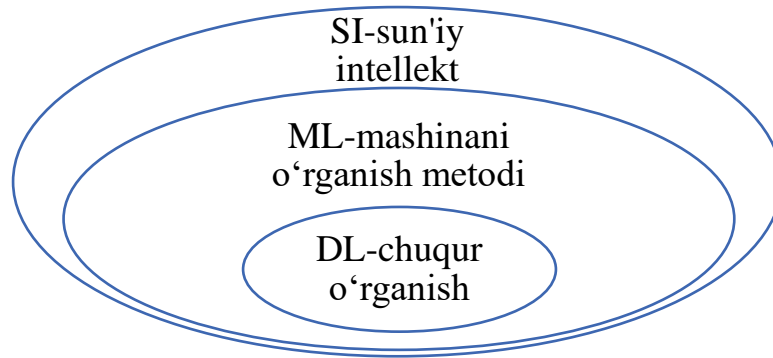 SI-sun'iy
intellekt
ML-mashinani
o‘rganish metodi
DL-chuqur
o‘rganish